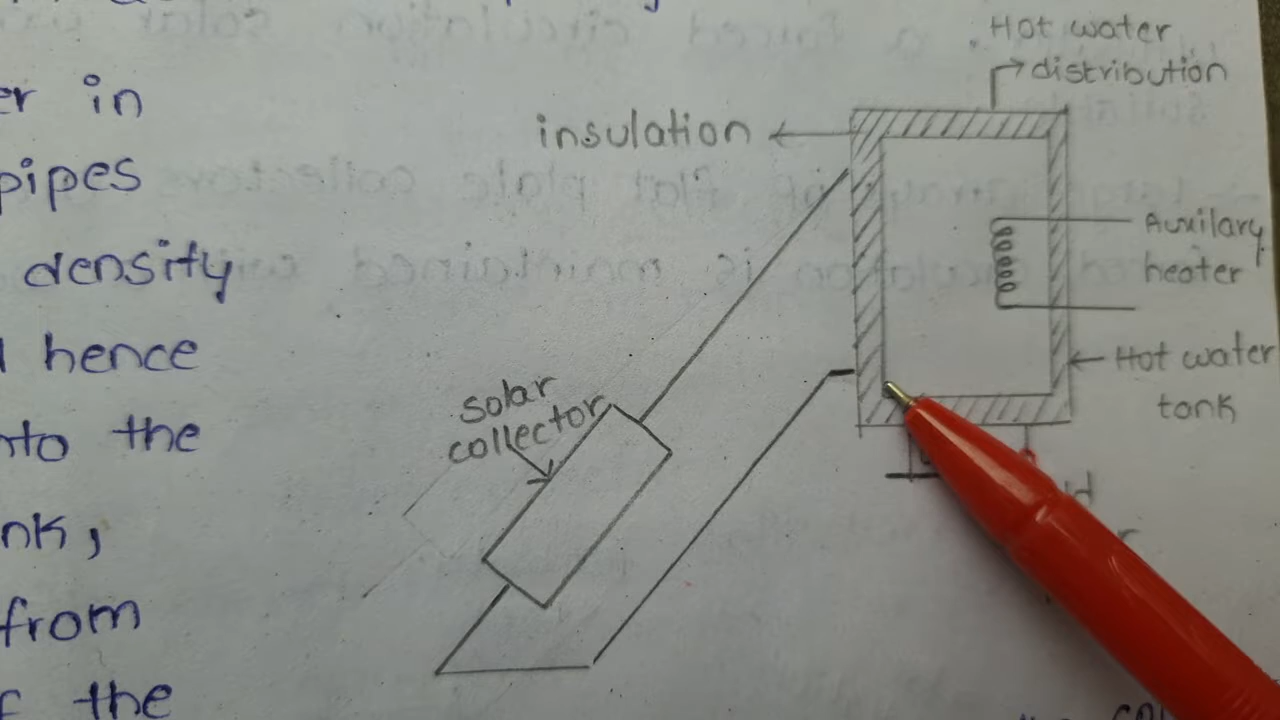 er in
pipes
density
hence
nto the
nk,
from
f the
Hot water
distribution
insulation
Auxilary
heater
Hot water
tank
solar
collector